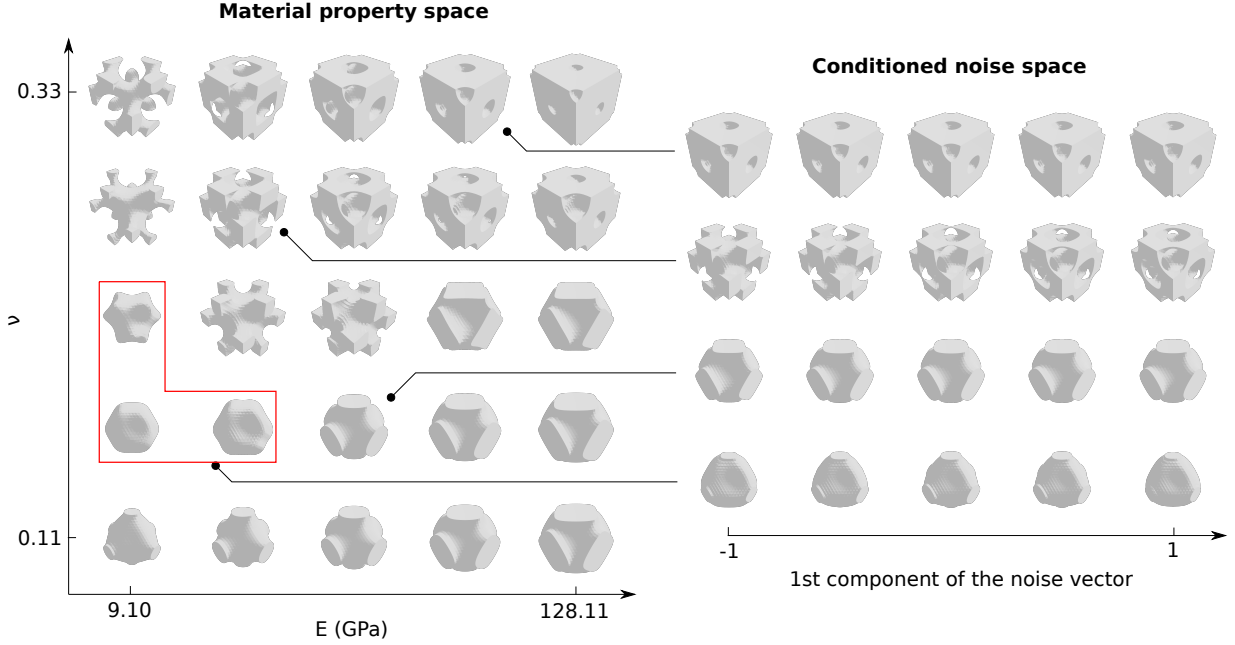 Material property space
0.33
ν
0.11
9.10
128.11
E (GPa)
Conditioned noise space
-1
1
1st component of the noise vector